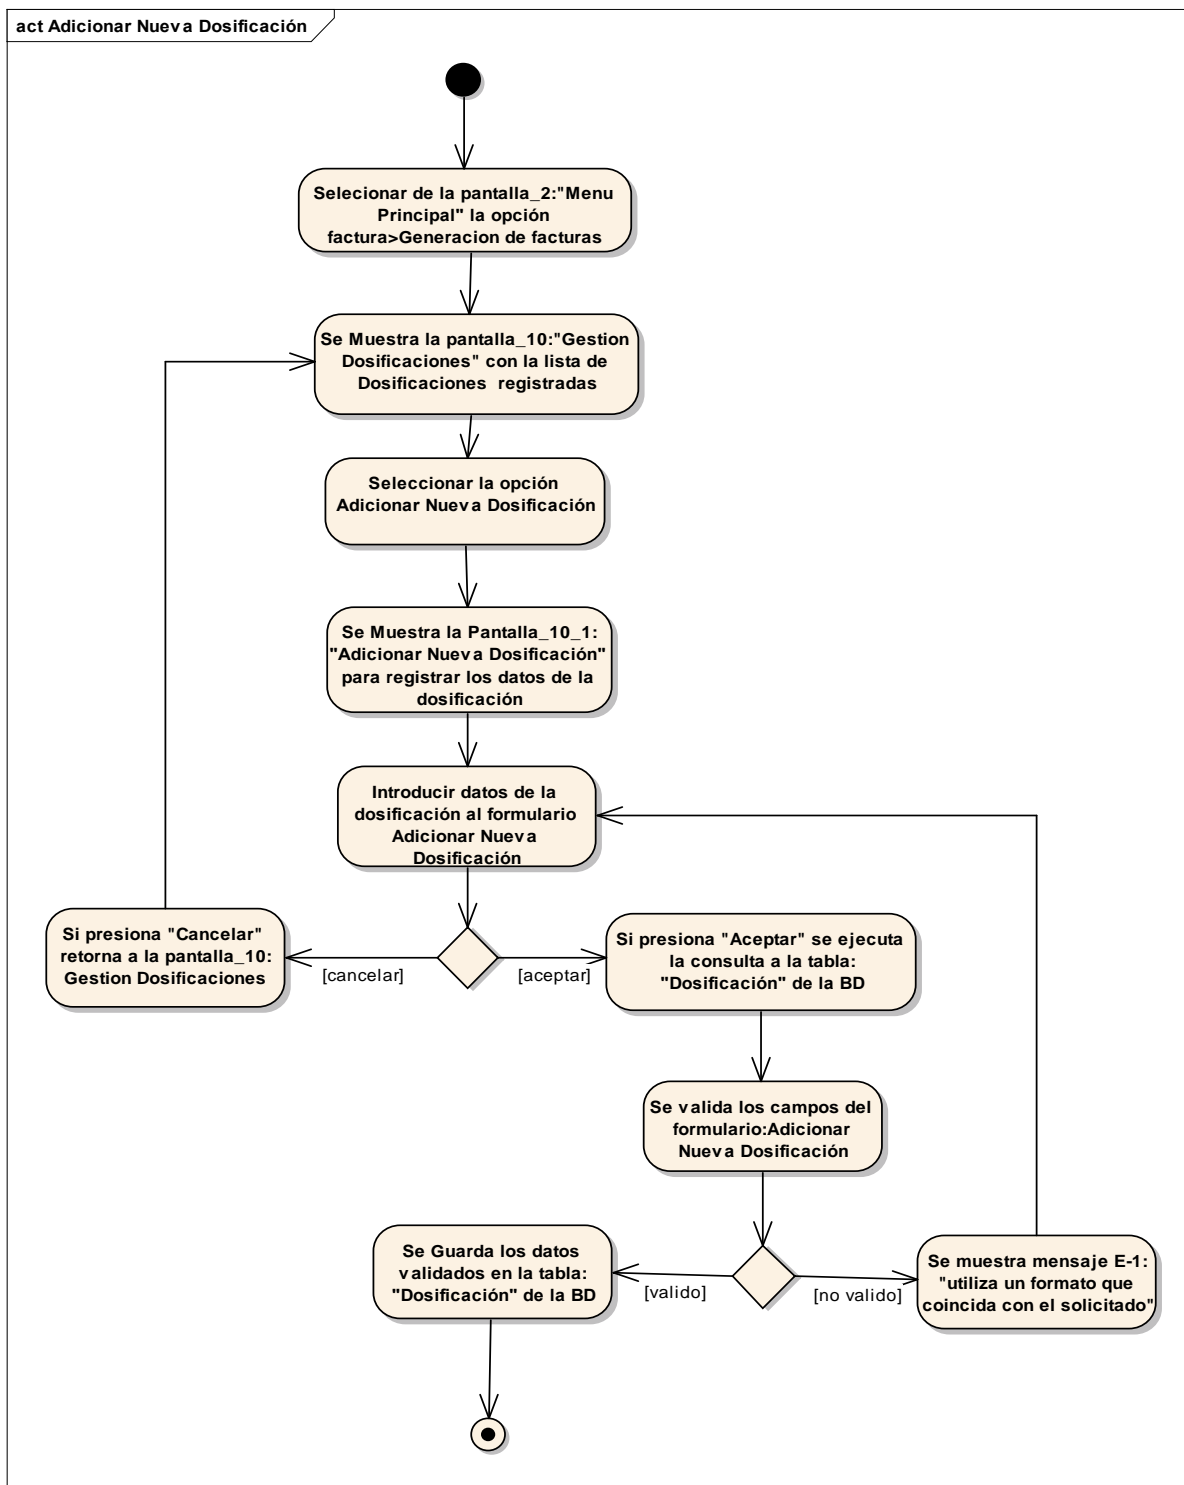 act Adicionar Nueva Dosificación
Selecionar de la pantalla_2:"Menu
Principal" la opción
factura>Generacion de facturas
Se Muestra la pantalla_10:"Gestion
Dosificaciones" con la lista de
Dosificaciones registradas
Seleccionar la opción
Adicionar Nueva Dosificación
Se Muestra la Pantalla_10_1:
"Adicionar Nueva Dosificación"
para registrar los datos de la
dosificación
Introducir datos de la
dosificación al formulario
Adicionar Nueva
Dosificación
Si presiona "Cancelar"
retorna a la pantalla_10:
Gestion Dosificaciones
[cancelar]
[aceptar]
Si presiona "Aceptar" se ejecuta
la consulta a la tabla:
"Dosificación" de la BD
Se valida los campos del
formulario:Adicionar
Nueva Dosificación
Se Guarda los datos
validados en la tabla:
"Dosificación" de la BD
[valido]
[no valido]
Se muestra mensaje E-1:
"utiliza un formato que
coincida con el solicitado"